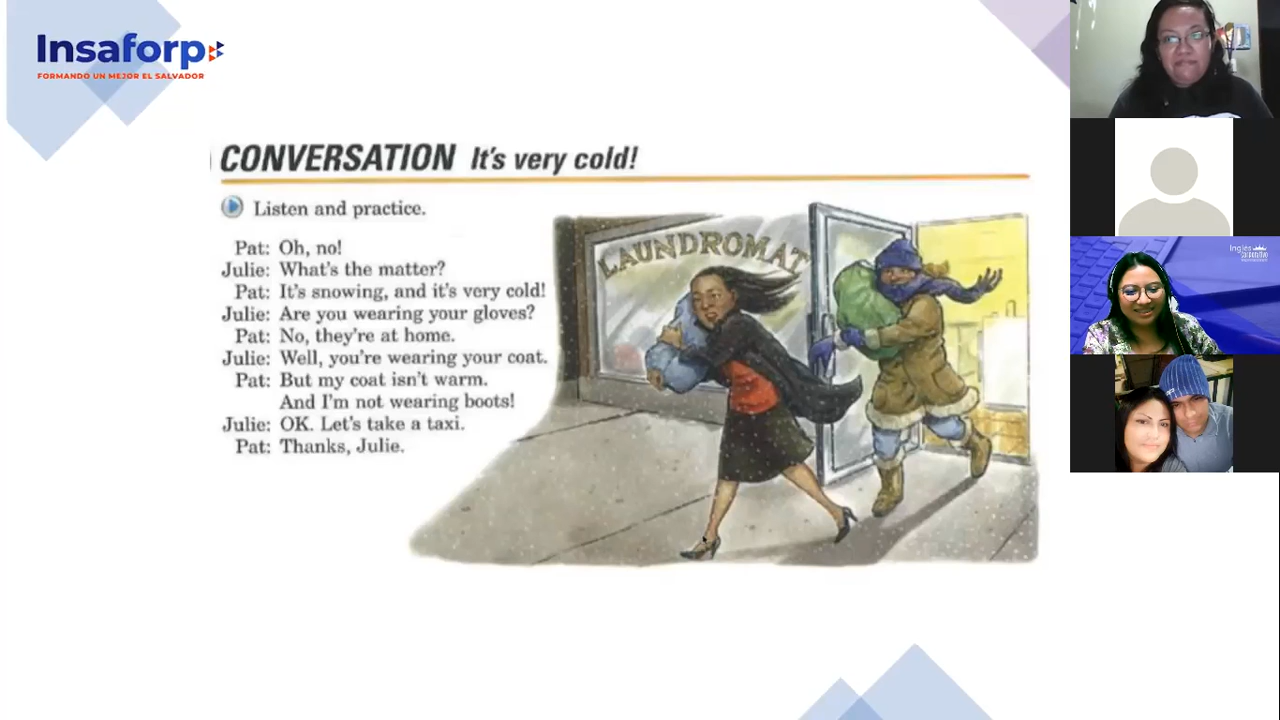 Insaforp
FORMANDO UN MEJOR EL SALVADOR
CONVERSATION It's very cold!
Listen and practice.
Pat: Oh, no!
Julie: What's the matter?
Pat: It's snowing, and it's very cold!
Julie: Are you wearing your gloves?
Pat: No, they're at home.
Julie: Well, you're wearing your coat.
Pat: But my coat isn't warm.
And I'm not wearing boots!
Julie: OK. Let's take a taxi.
Pat: Thanks, Julie.
LAUNDROMAT
Ingles